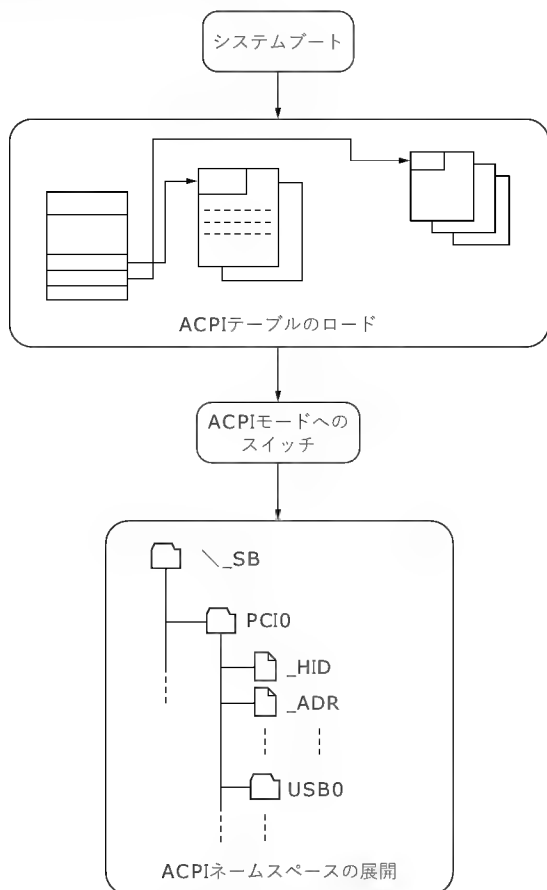 システムブート
ACPIテーブルのロード
ACPIモードへの
スイッチ
＼_SB
PCI0
_HID
_ADR
USB0
ACPIネームスペースの展開